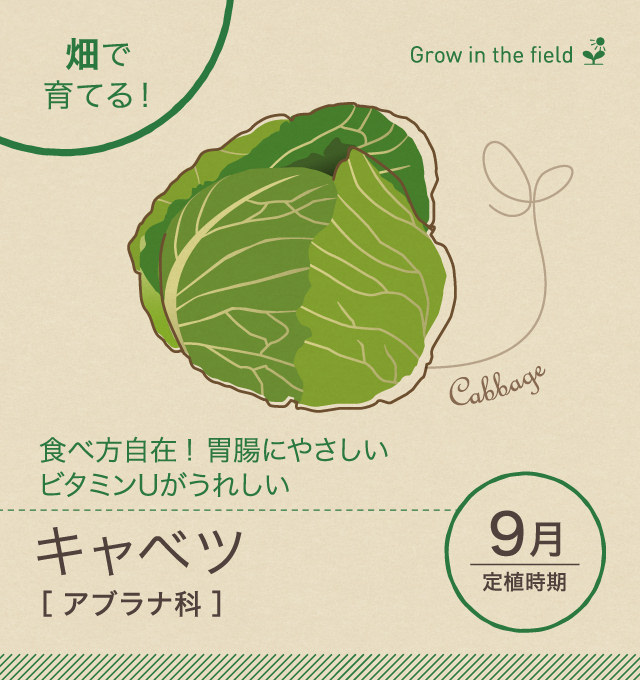 畑で
育てる!
Grow in the field
Cabbage
食べ方自在!胃腸にやさしい
ビタミンUがうれしい
キャベツ
[ アブラナ科 ]
9月
定植時期